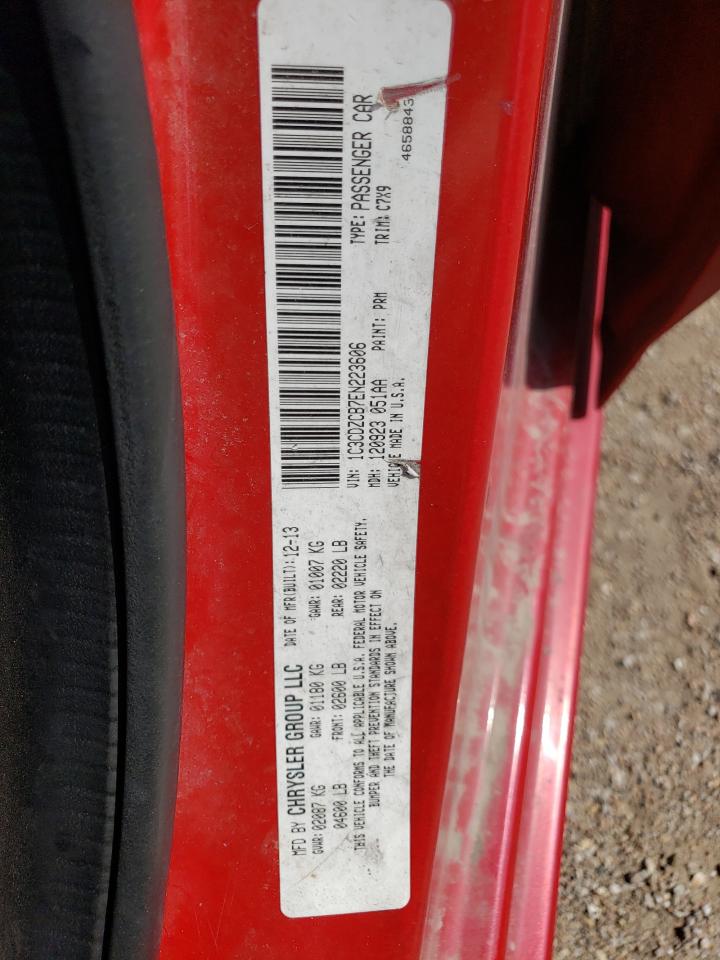 MFD BY CHRYSLER GROUP LLC DATE OF MFR(BUILT): 12-13
GVWR: 02087 KG GAWR: 01180 KG GAWR: 01007 KG
04600 LB FRONT: 02600 LB REAR: 02220 LB
THIS VEHICLE CONFORMS TO ALL APPLICABLE U.S.A. FEDERAL MOTOR VEHICLE SAFETY,
BUMPER AND THEFT PREVENTION STANDARDS IN EFFECT ON
THE DATE OF MANUFACTURE SHOWN ABOVE.
VIN: 1C3CDZCB7EN223606 TYPE: PASSENGER CAR
MDH: 120923 051AA PAINT: PRM TRIM: C7X9
VEHICLE MADE IN U.S.A.
4658843